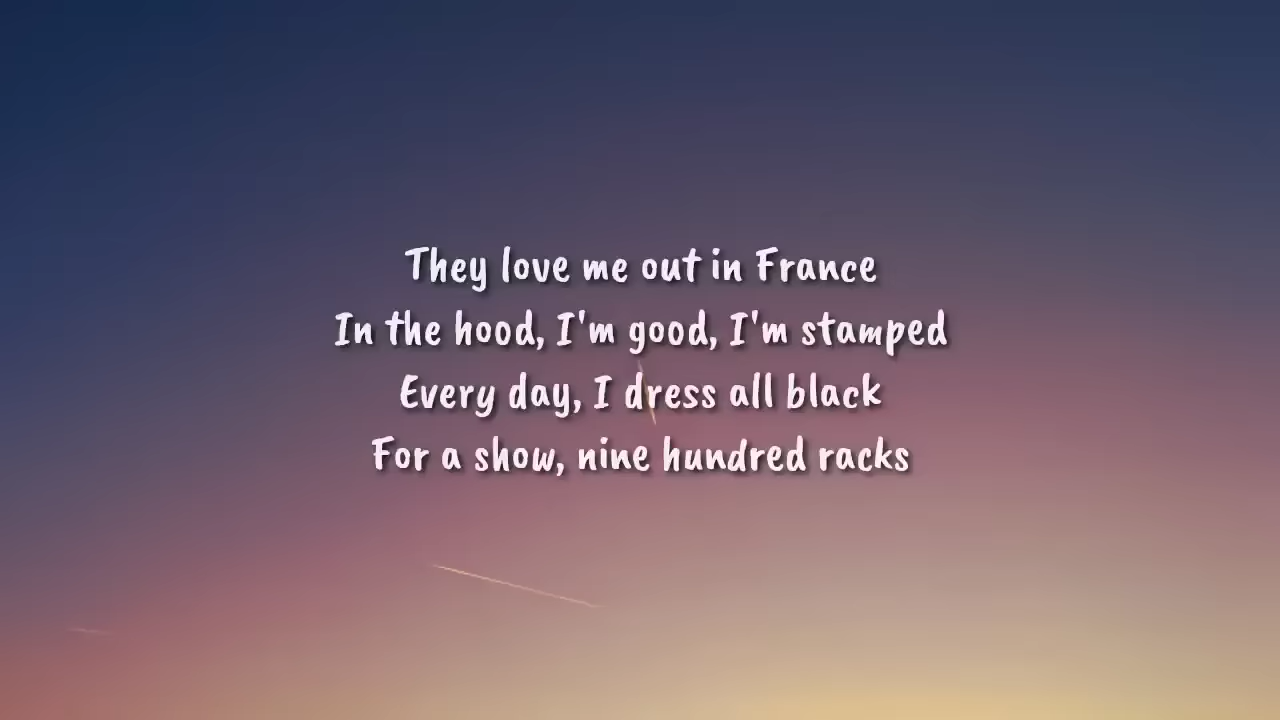 They love me out in France
In the hood, I'm good, I'm stamped
Every day, I dress all black
For a show, nine hundred racks